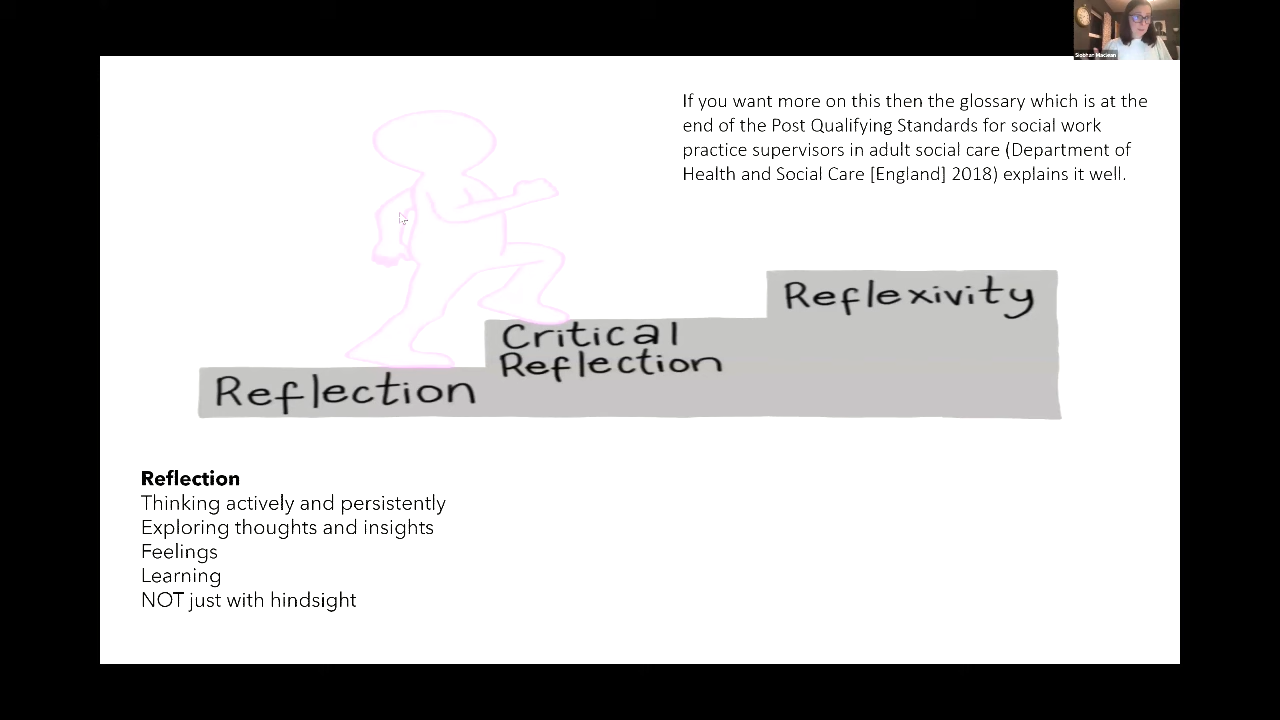 Siobhan Maclean
If you want more on this then the glossary which is at the
end of the Post Qualifying Standards for social work
practice supervisors in adult social care (Department of
Health and Social Care [England] 2018) explains it well.
Reflexivity
Critical
Reflection
Reflection
Reflection
Thinking actively and persistently
Exploring thoughts and insights
Feelings
Learning
NOT just with hindsight